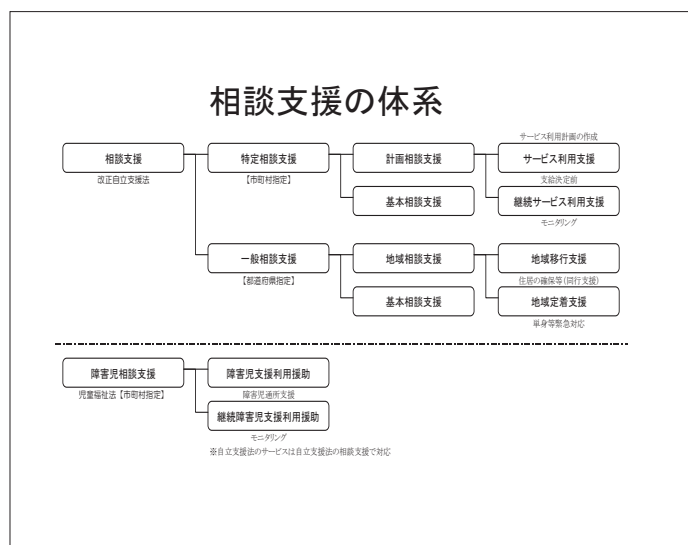 相談支援の体系
相談支援
改正自立支援法
特定相談支援
【市町村指定】
計画相談支援
サービス利用計画の作成
サービス利用支援
支給決定前
基本相談支援
継続サービス利用支援
モニタリング
一般相談支援
【都道府県指定】
地域相談支援
地域移行支援
住居の確保等(同行支援)
基本相談支援
地域定着支援
単身等緊急対応
障害児相談支援
児童福祉法【市町村指定】
障害児支援利用援助
障害児通所支援
継続障害児支援利用援助
モニタリング
※自立支援法のサービスは自立支援法の相談支援で対応